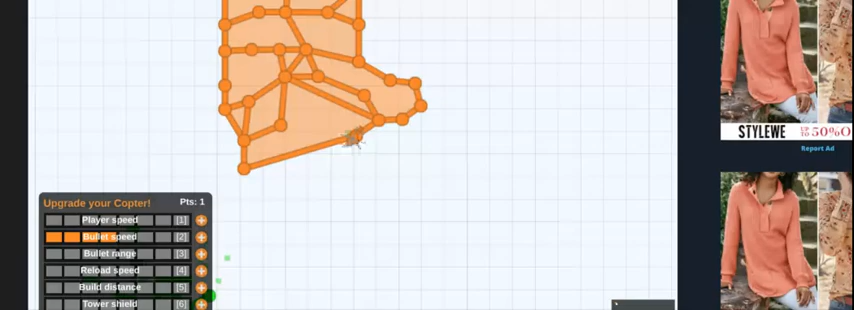 Upgrade your Copter! Pts: 1
Player speed [1]
Bullet speed [2]
Bullet range [3]
Reload speed [4]
Build distance [5]
Tower shield [6]
STYLEWE UP TO 50%O
Report Ad